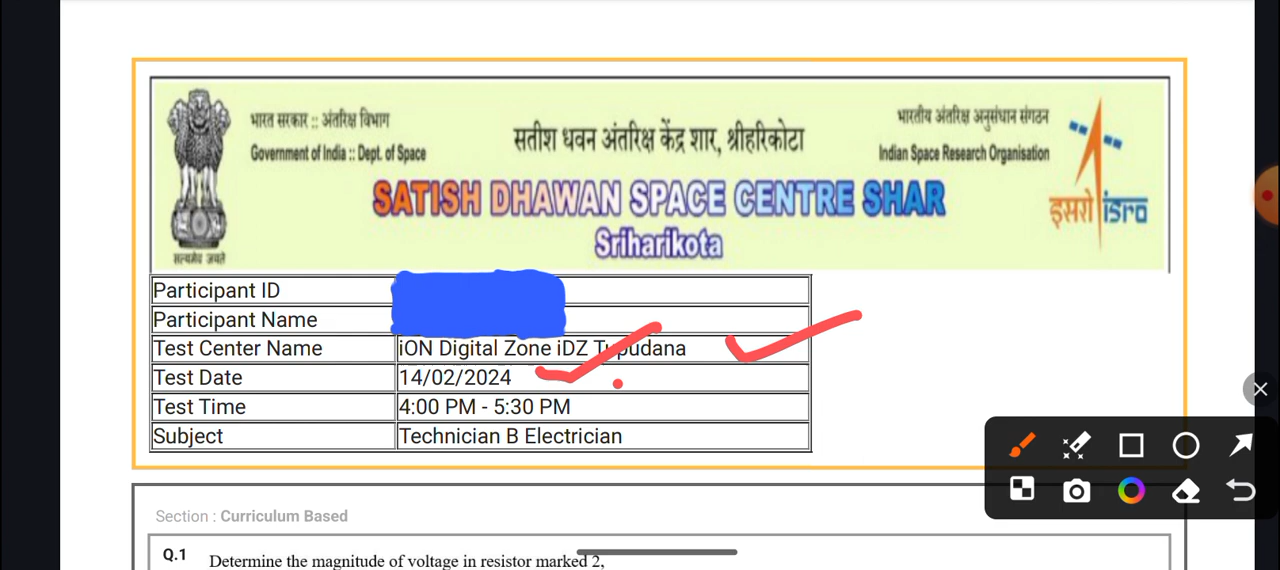 भारत सरकार :: अंतरिक्ष विभाग
Government of India :: Dept. of Space
सतीश धवन अंतरिक्ष केंद्र शार, श्रीहरिकोटा
भारतीय अंतरिक्ष अनुसंधान संगठन
Indian Space Research Organisation
SATISH DHAWAN SPACE CENTRE SHAR
Sriharikota
सत्यमेव जयते
इसरो isro
Participant ID
Participant Name
Test Center Name iON Digital Zone iDZ Tupudana
Test Date 14/02/2024
Test Time 4:00 PM - 5:30 PM
Subject Technician B Electrician
Section : Curriculum Based
Q.1 Determine the magnitude of voltage in resistor marked 2,